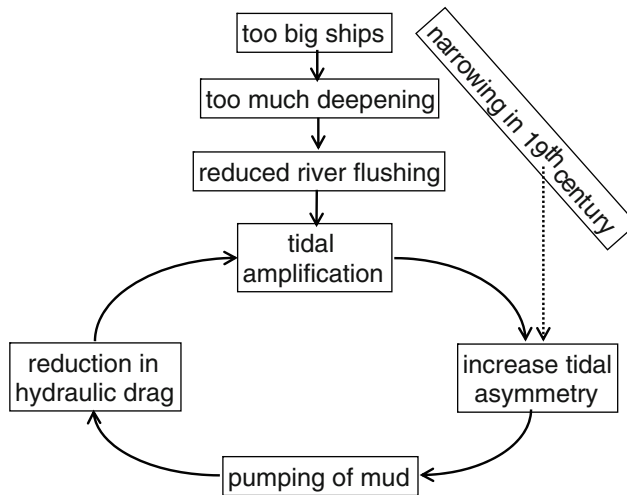 too big ships
too much deepening
reduced river flushing
narrowing in 19th century
tidal
amplification
reduction in
hydraulic drag
increase tidal
asymmetry
pumping of mud